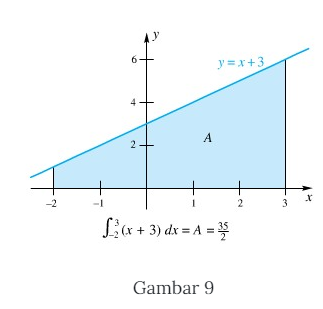 y
6
y = x + 3
4
A
2
-2 -1 1 2 3 x
∫₋₂³ (x + 3) dx = A = 35/2
Gambar 9